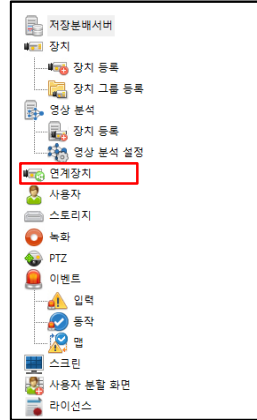 저장분배서버
장치
장치 등록
장치 그룹 등록
영상 분석
장치 등록
영상 분석 설정
연계장치
사용자
스토리지
녹화
PTZ
이벤트
입력
동작
맵
스크린
사용자 분할 화면
라이선스